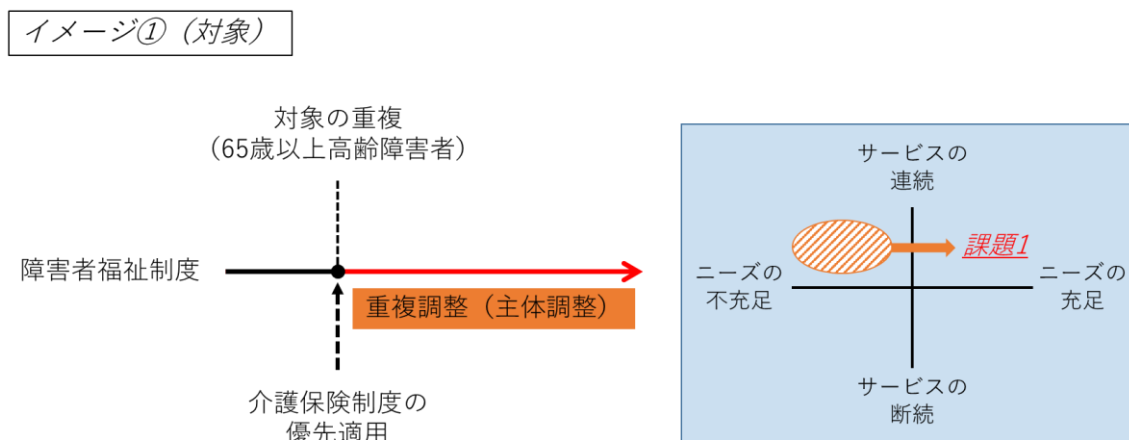 イメージ①（対象）
対象の重複
（65歳以上高齢障害者）
障害者福祉制度
重複調整（主体調整）
介護保険制度の
優先適用
サービスの
連続
課題1
ニーズの
不充足
ニーズの
充足
サービスの
断続